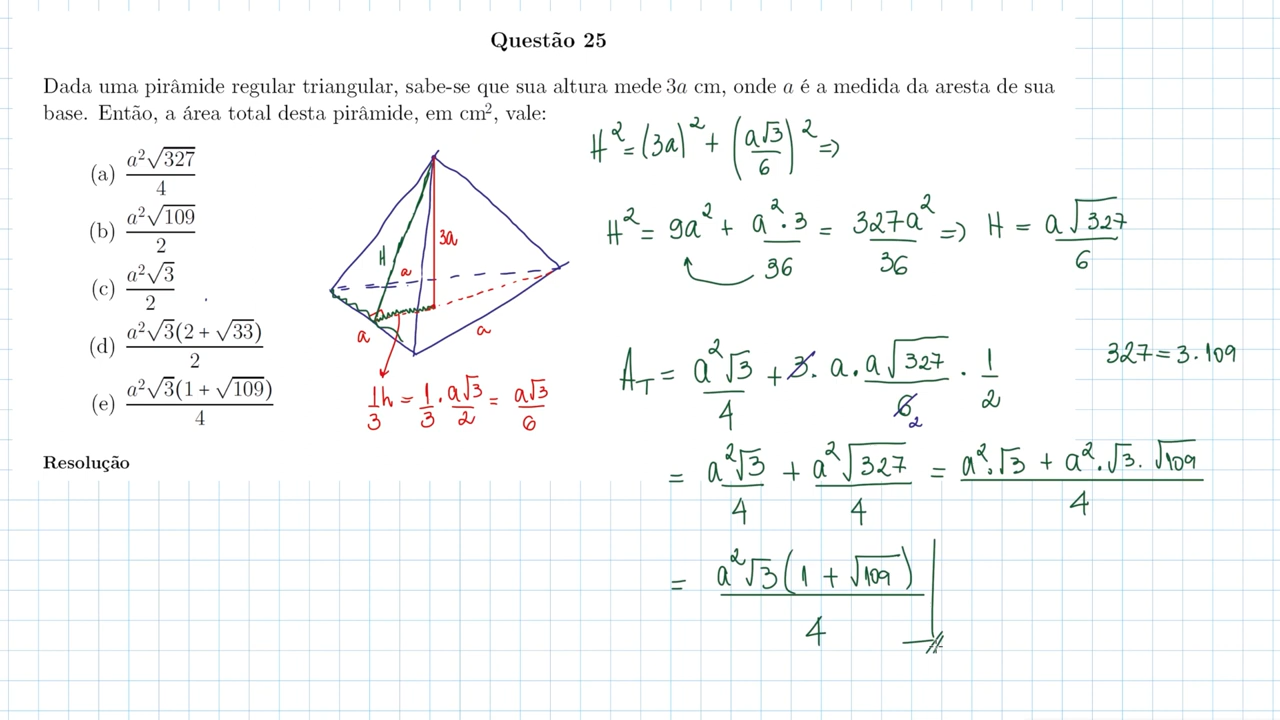 Questão 25
Dada uma pirâmide regular triangular, sabe-se que sua altura mede 3a cm, onde a é a medida da aresta de sua
base. Então, a área total desta pirâmide, em cm², vale:
(a) a²√327/4
(b) a²√109/2
(c) a²√3/2
(d) a²√3(2 + √33)/2
(e) a²√3(1 + √109)/4
Resolução
3a
H
a
a
a
1/3 h = 1/3 · a√3/2 = a√3/6
H² = (3a)² + (a√3/6)² ⇒
H² = 9a² + a²·3/36 = 327a²/36 ⇒ H = a√327/6
327 = 3·109
A_T = a²√3/4 + 3 · a · a√327/6 2 · 1/2
= a²√3/4 + a²√327/4 = a²·√3 + a²·√3·√109/4
= a²√3(1 + √109)/4